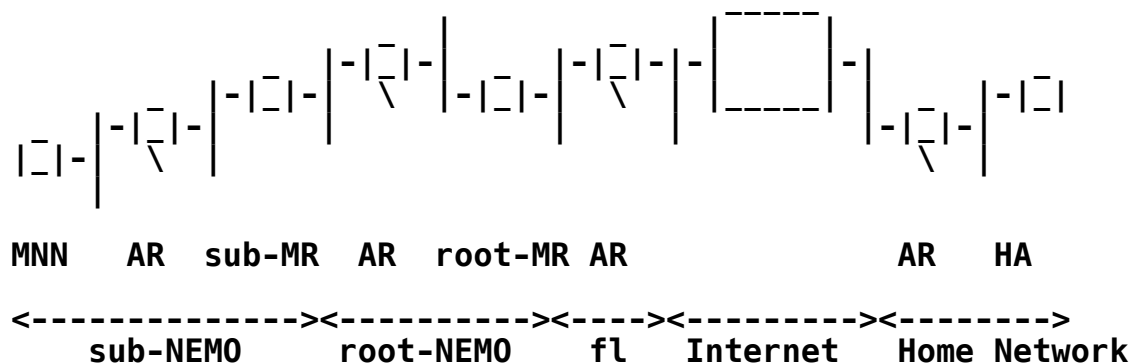 MNN AR sub-MR AR root-MR AR AR HA
<--------------><----------><----><---------><-------->
sub-NEMO root-NEMO fl Internet Home Network